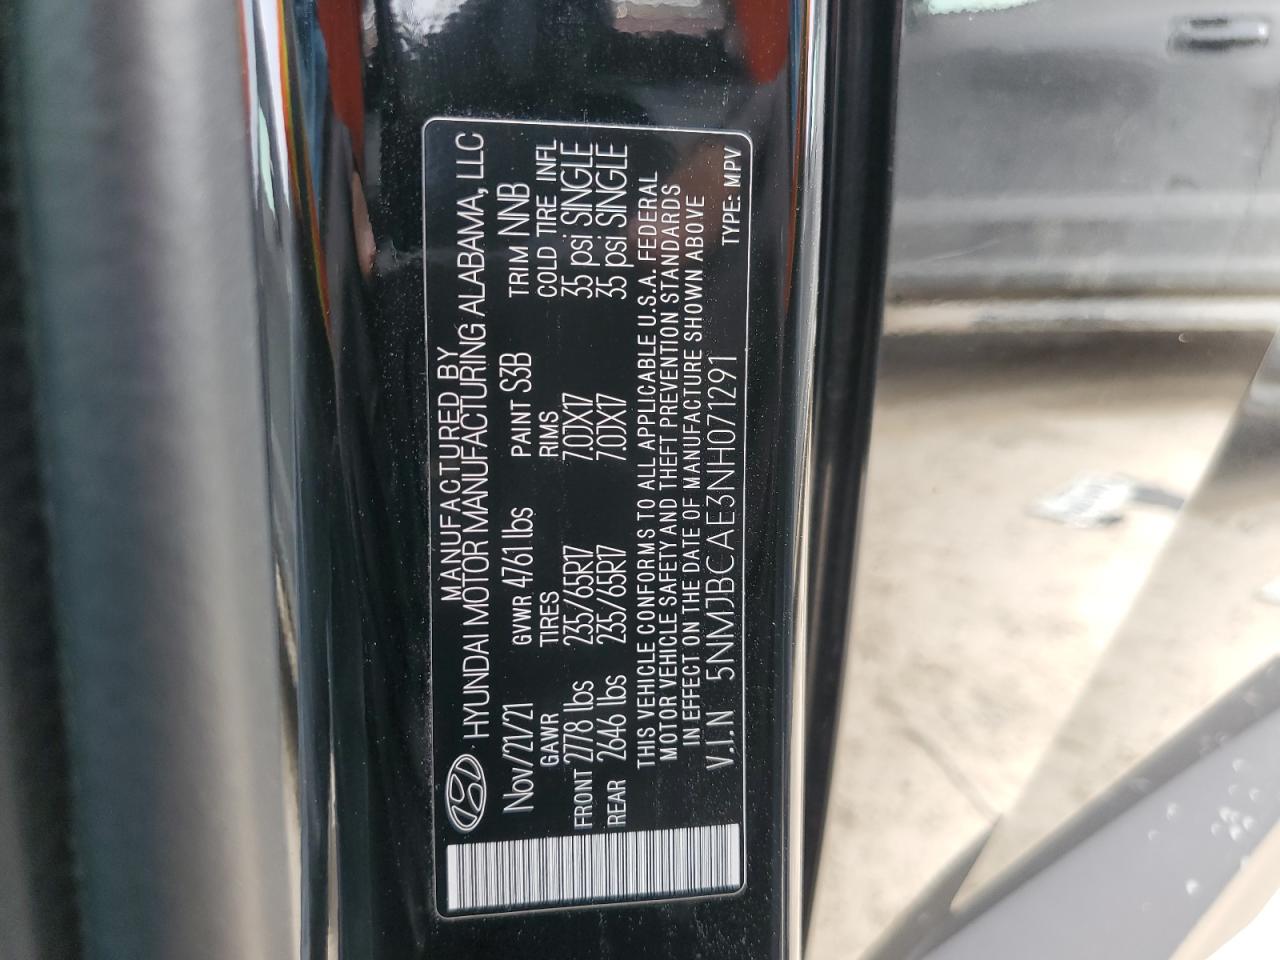 MANUFACTURED BY
HYUNDAI MOTOR MANUFACTURING ALABAMA, LLC
Nov/21/21 GVWR 4761 lbs PAINT S3B TRIM NNB
GAWR TIRES RIMS COLD TIRE INFL
FRONT 2778 lbs 235/65R17 7.0JX17 35 psi SINGLE
REAR 2646 lbs 235/65R17 7.0JX17 35 psi SINGLE
THIS VEHICLE CONFORMS TO ALL APPLICABLE U.S.A. FEDERAL
MOTOR VEHICLE SAFETY AND THEFT PREVENTION STANDARDS
IN EFFECT ON THE DATE OF MANUFACTURE SHOWN ABOVE
V.I.N 5NMJBCAE3NH071291 TYPE: MPV